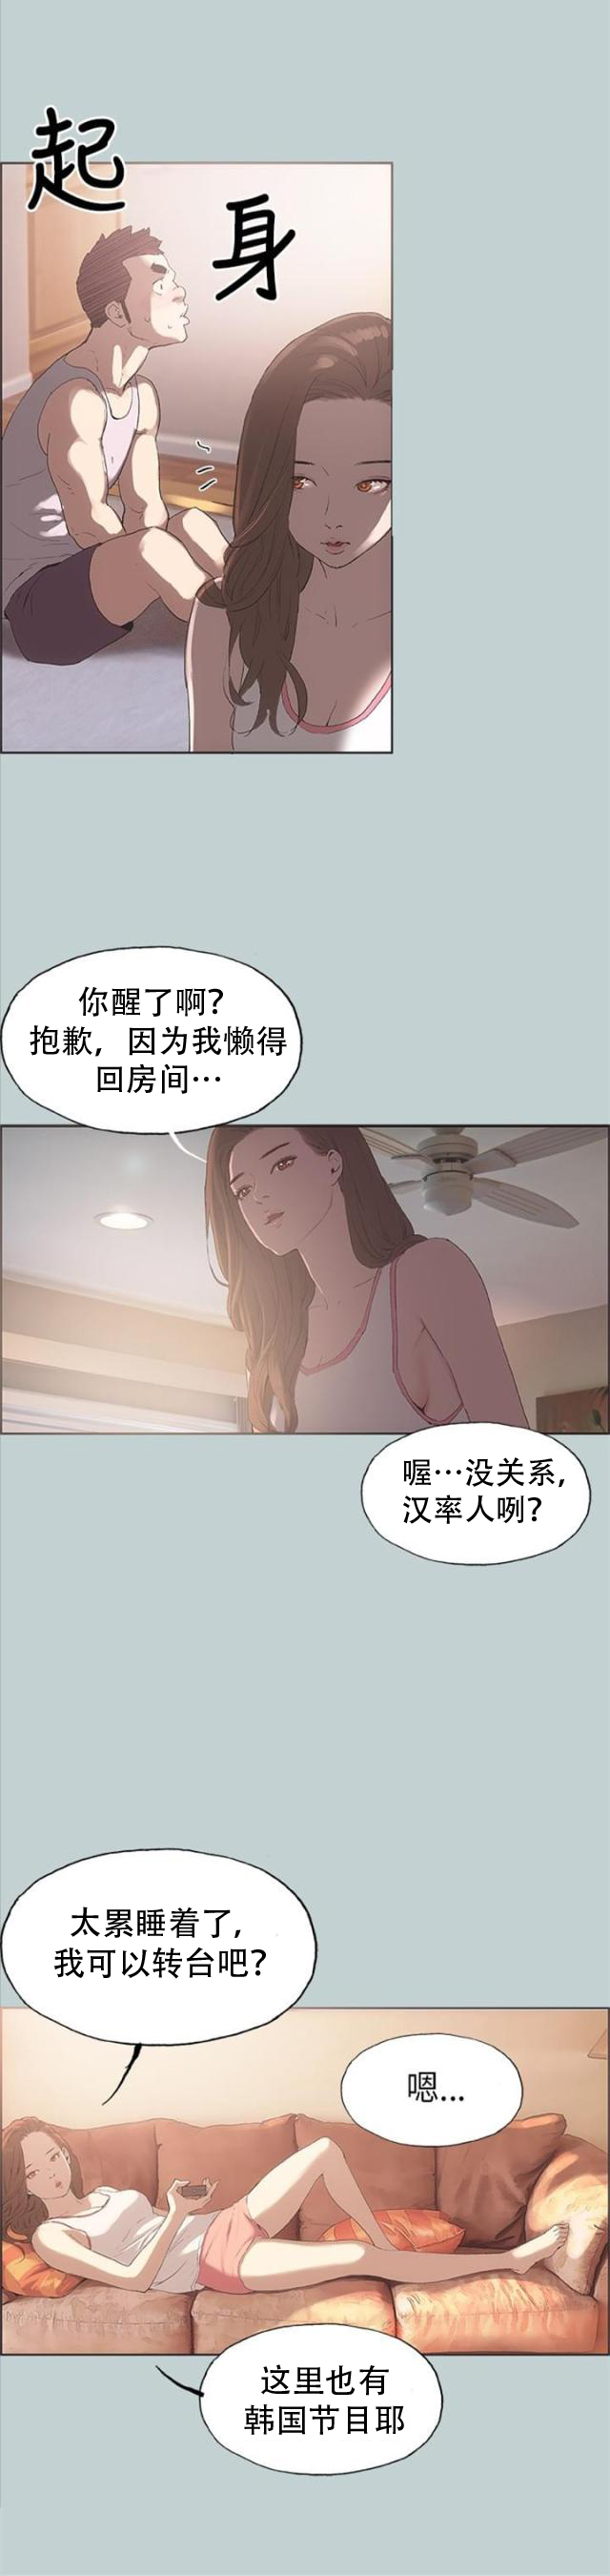 起
身
你醒了啊？
抱歉，因为我懒得
回房间…
喔…没关系，
汉率人咧？
太累睡着了，
我可以转台吧？
嗯...
这里也有
韩国节目耶